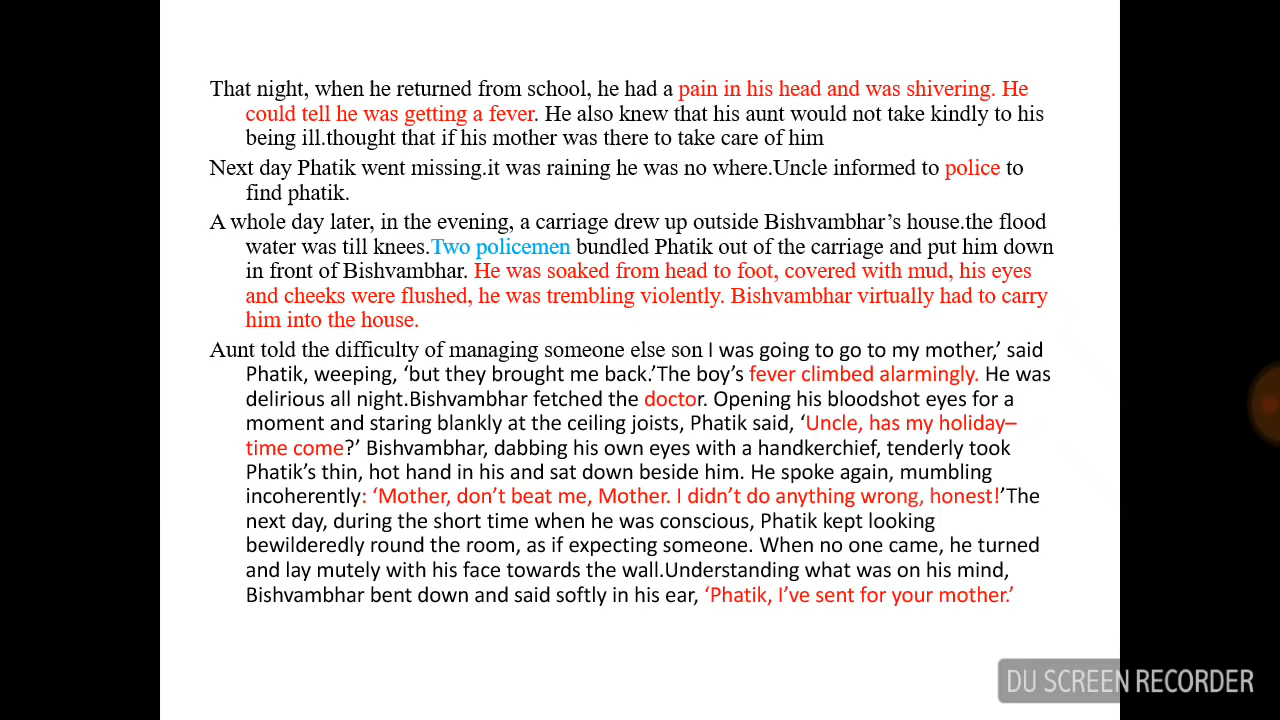 That night, when he returned from school, he had a pain in his head and was shivering. He
could tell he was getting a fever. He also knew that his aunt would not take kindly to his
being ill.thought that if his mother was there to take care of him
Next day Phatik went missing.it was raining he was no where.Uncle informed to police to
find phatik.
A whole day later, in the evening, a carriage drew up outside Bishvambhar’s house.the flood
water was till knees.Two policemen bundled Phatik out of the carriage and put him down
in front of Bishvambhar. He was soaked from head to foot, covered with mud, his eyes
and cheeks were flushed, he was trembling violently. Bishvambhar virtually had to carry
him into the house.
Aunt told the difficulty of managing someone else son I was going to go to my mother,’ said
Phatik, weeping, ‘but they brought me back.’The boy’s fever climbed alarmingly. He was
delirious all night.Bishvambhar fetched the doctor. Opening his bloodshot eyes for a
moment and staring blankly at the ceiling joists, Phatik said, ‘Uncle, has my holiday–
time come?’ Bishvambhar, dabbing his own eyes with a handkerchief, tenderly took
Phatik’s thin, hot hand in his and sat down beside him. He spoke again, mumbling
incoherently: ‘Mother, don’t beat me, Mother. I didn’t do anything wrong, honest!’The
next day, during the short time when he was conscious, Phatik kept looking
bewilderedly round the room, as if expecting someone. When no one came, he turned
and lay mutely with his face towards the wall.Understanding what was on his mind,
Bishvambhar bent down and said softly in his ear, ‘Phatik, I’ve sent for your mother.’
DU SCREEN RECORDER